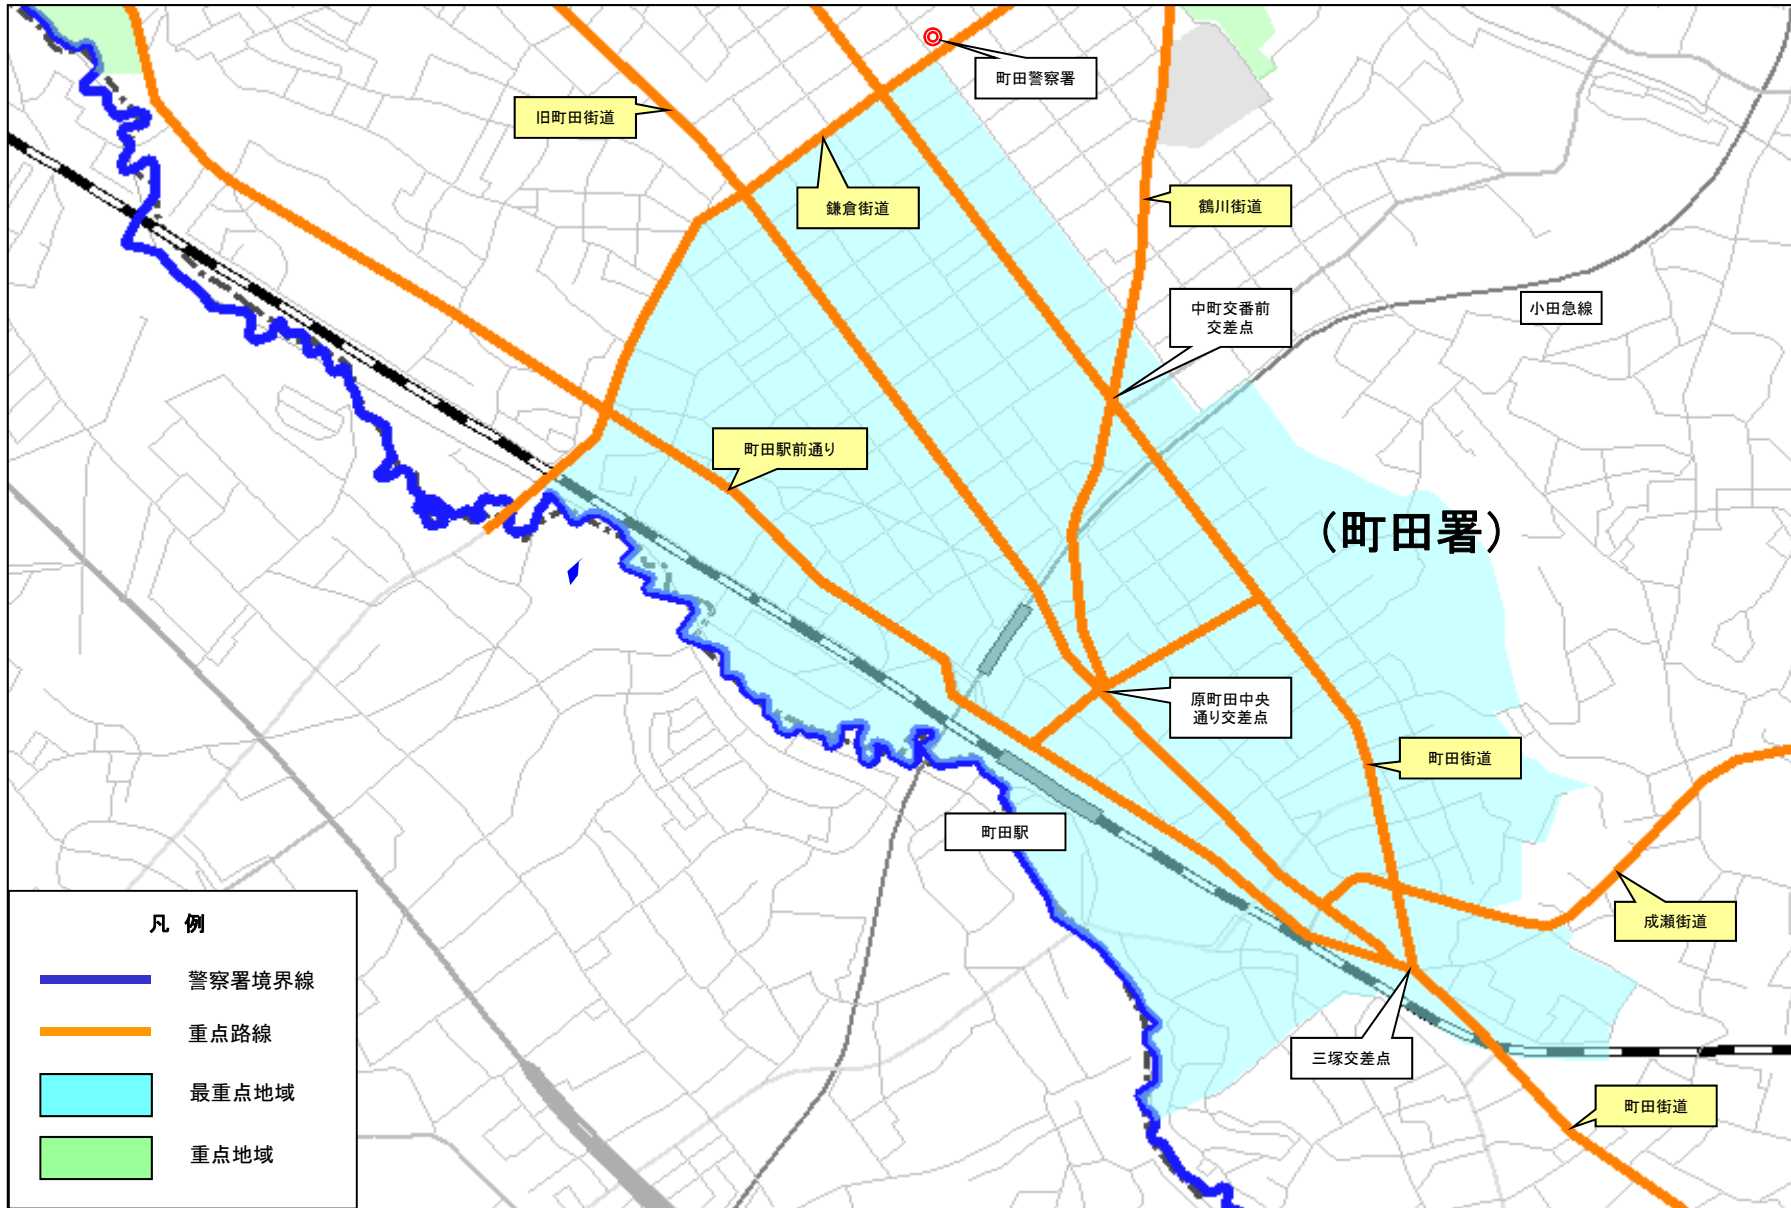 町田警察署
旧町田街道
鎌倉街道
鶴川街道
中町交番前
交差点
小田急線
町田駅前通り
（町田署）
原町田中央
通り交差点
町田街道
町田駅
成瀬街道
三塚交差点
町田街道
凡 例
警察署境界線
重点路線
最重点地域
重点地域